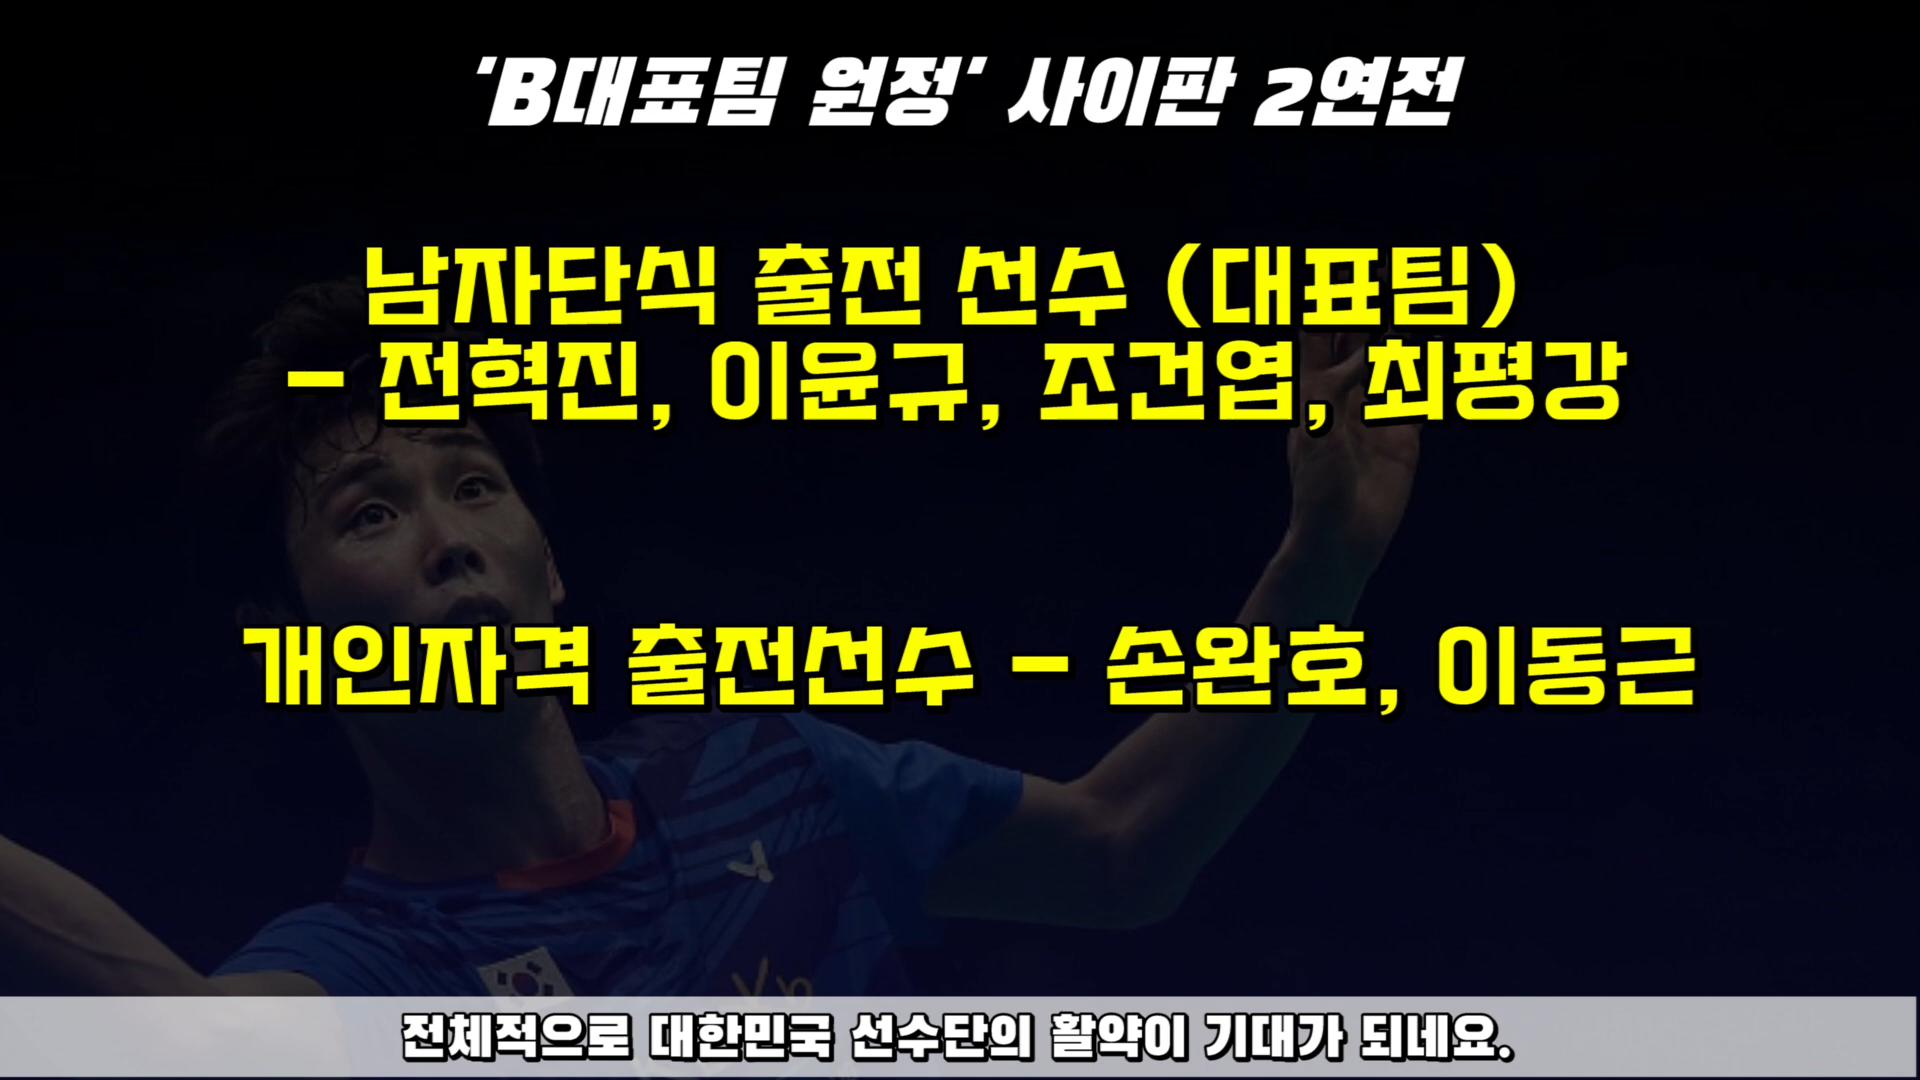 'B대표팀 원정' 사이판 2연전
남자단식 출전 선수 (대표팀)
- 전혁진, 이윤규, 조건엽, 최평강
개인자격 출전선수 - 손완호, 이동근
전체적으로 대한민국 선수단의 활약이 기대가 되네요.